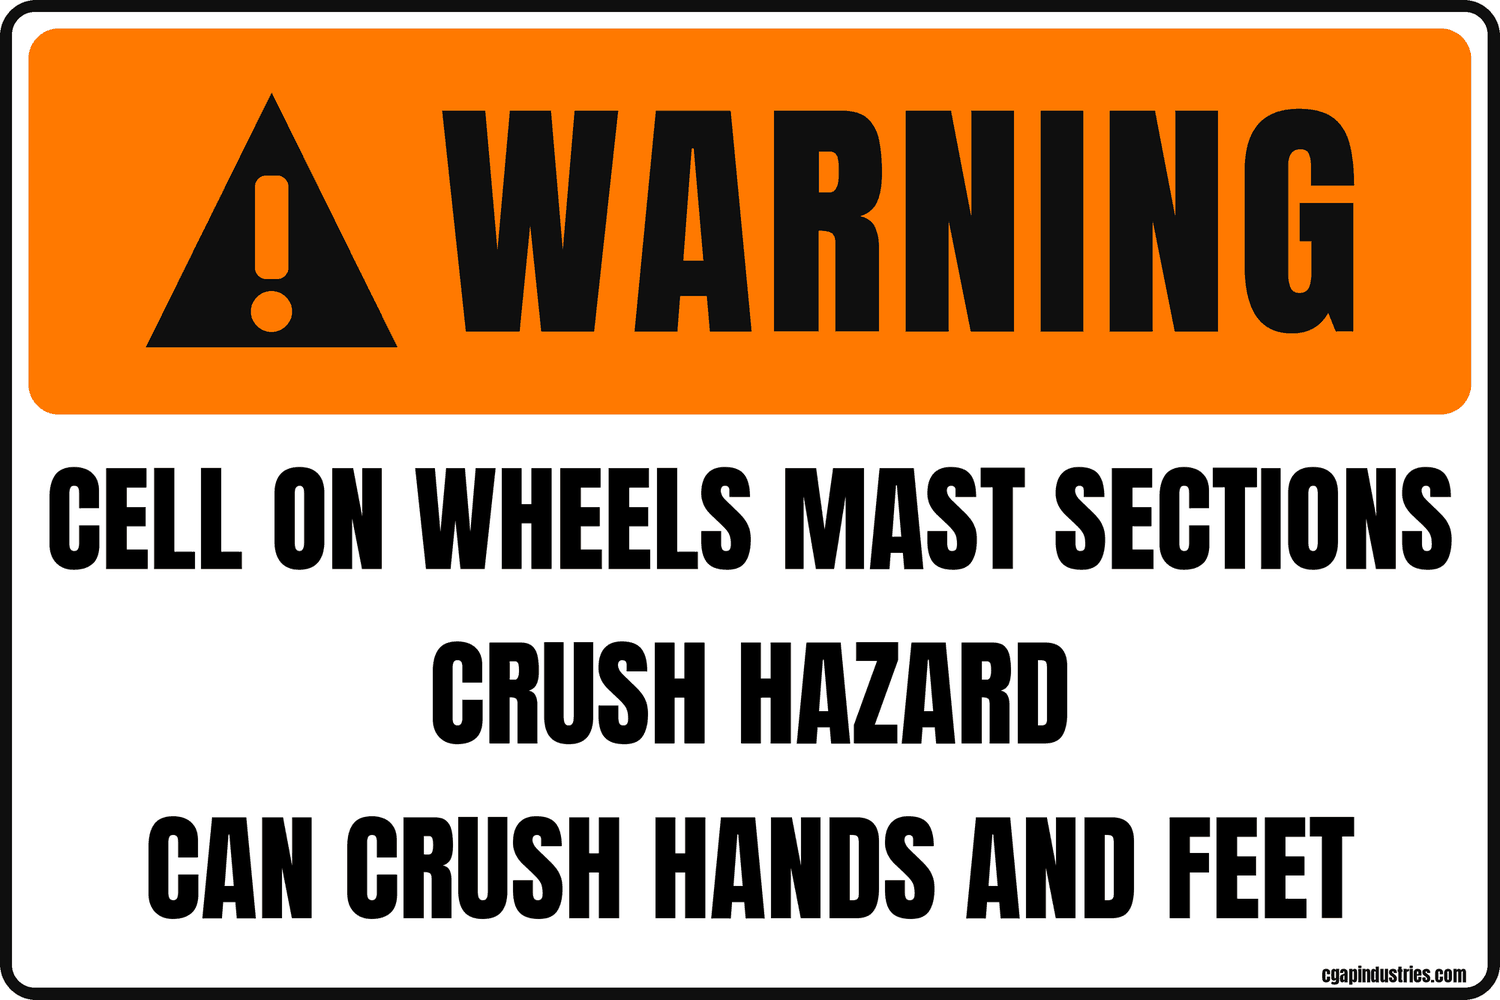 WARNING
CELL ON WHEELS MAST SECTIONS
CRUSH HAZARD
CAN CRUSH HANDS AND FEET
cgapindustries.com